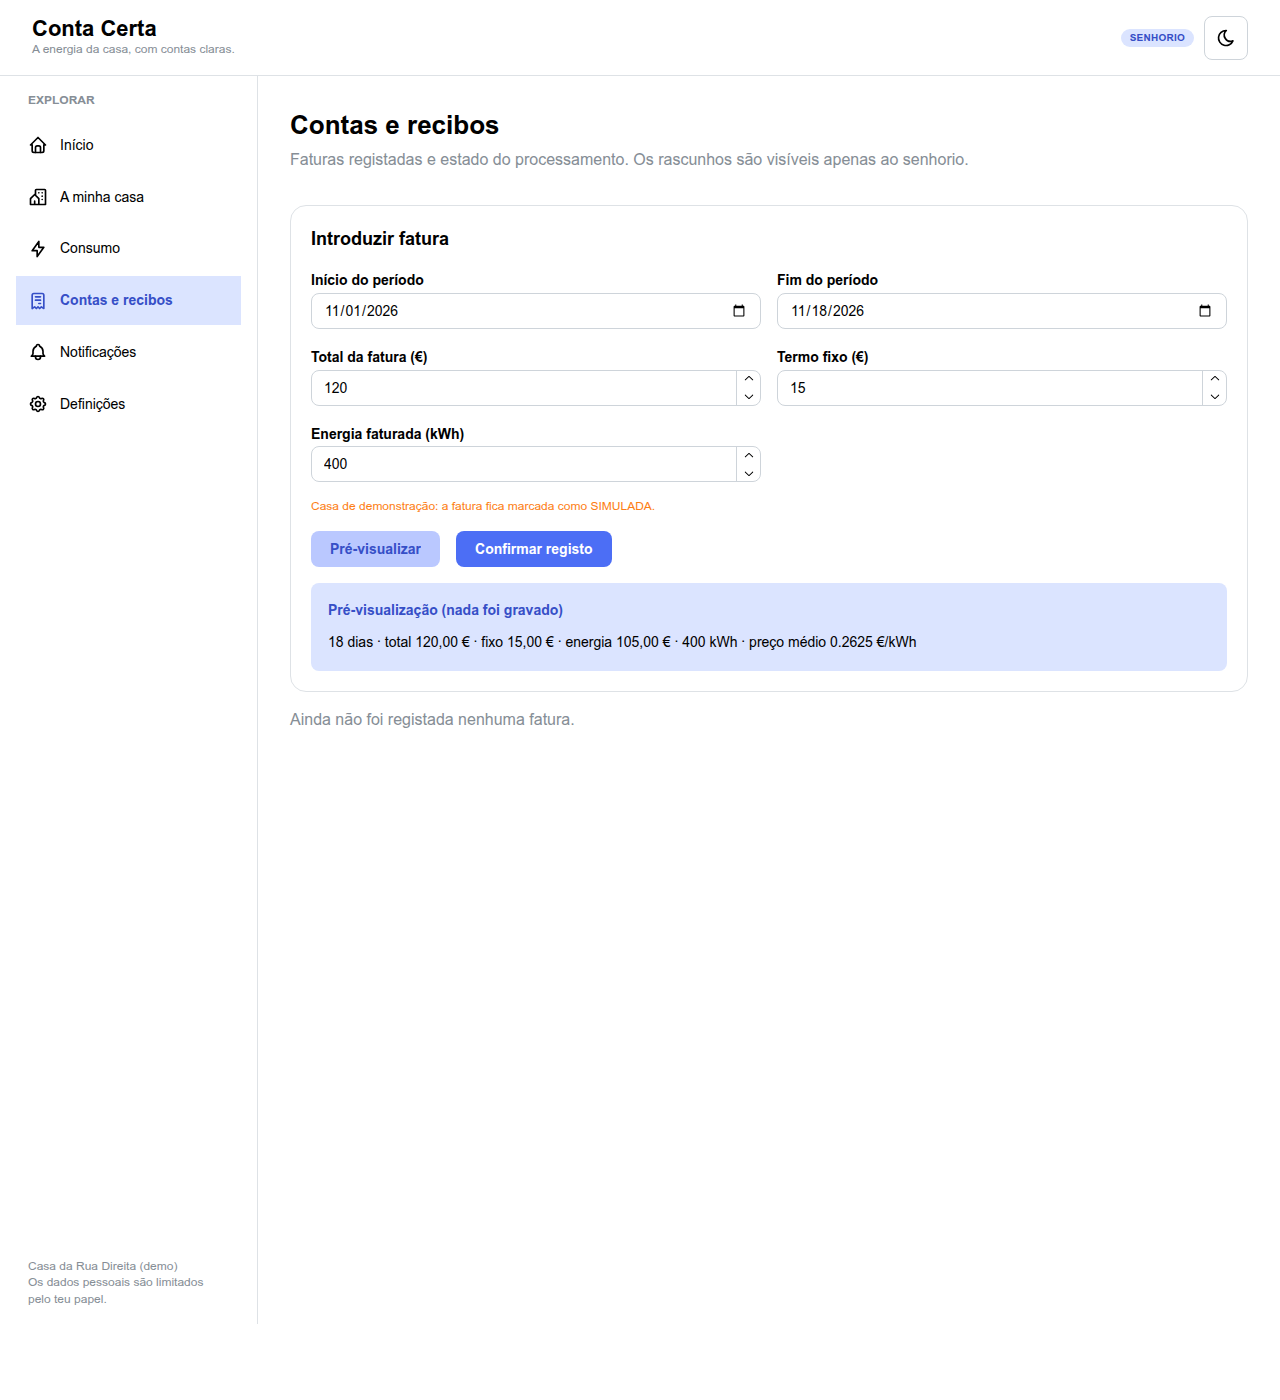 Conta Certa
A energia da casa, com contas claras.
SENHORIO
EXPLORAR
Início
A minha casa
Consumo
Contas e recibos
Notificações
Definições
Casa da Rua Direita (demo)
Os dados pessoais são limitados
pelo teu papel.
Contas e recibos
Faturas registadas e estado do processamento. Os rascunhos são visíveis apenas ao senhorio.
Introduzir fatura
Início do período
Fim do período
11/01/2026
11/18/2026
Total da fatura (€)
Termo fixo (€)
120
15
Energia faturada (kWh)
400
Casa de demonstração: a fatura fica marcada como SIMULADA.
Pré-visualizar
Confirmar registo
Pré-visualização (nada foi gravado)
18 dias · total 120,00 € · fixo 15,00 € · energia 105,00 € · 400 kWh · preço médio 0.2625 €/kWh
Ainda não foi registada nenhuma fatura.